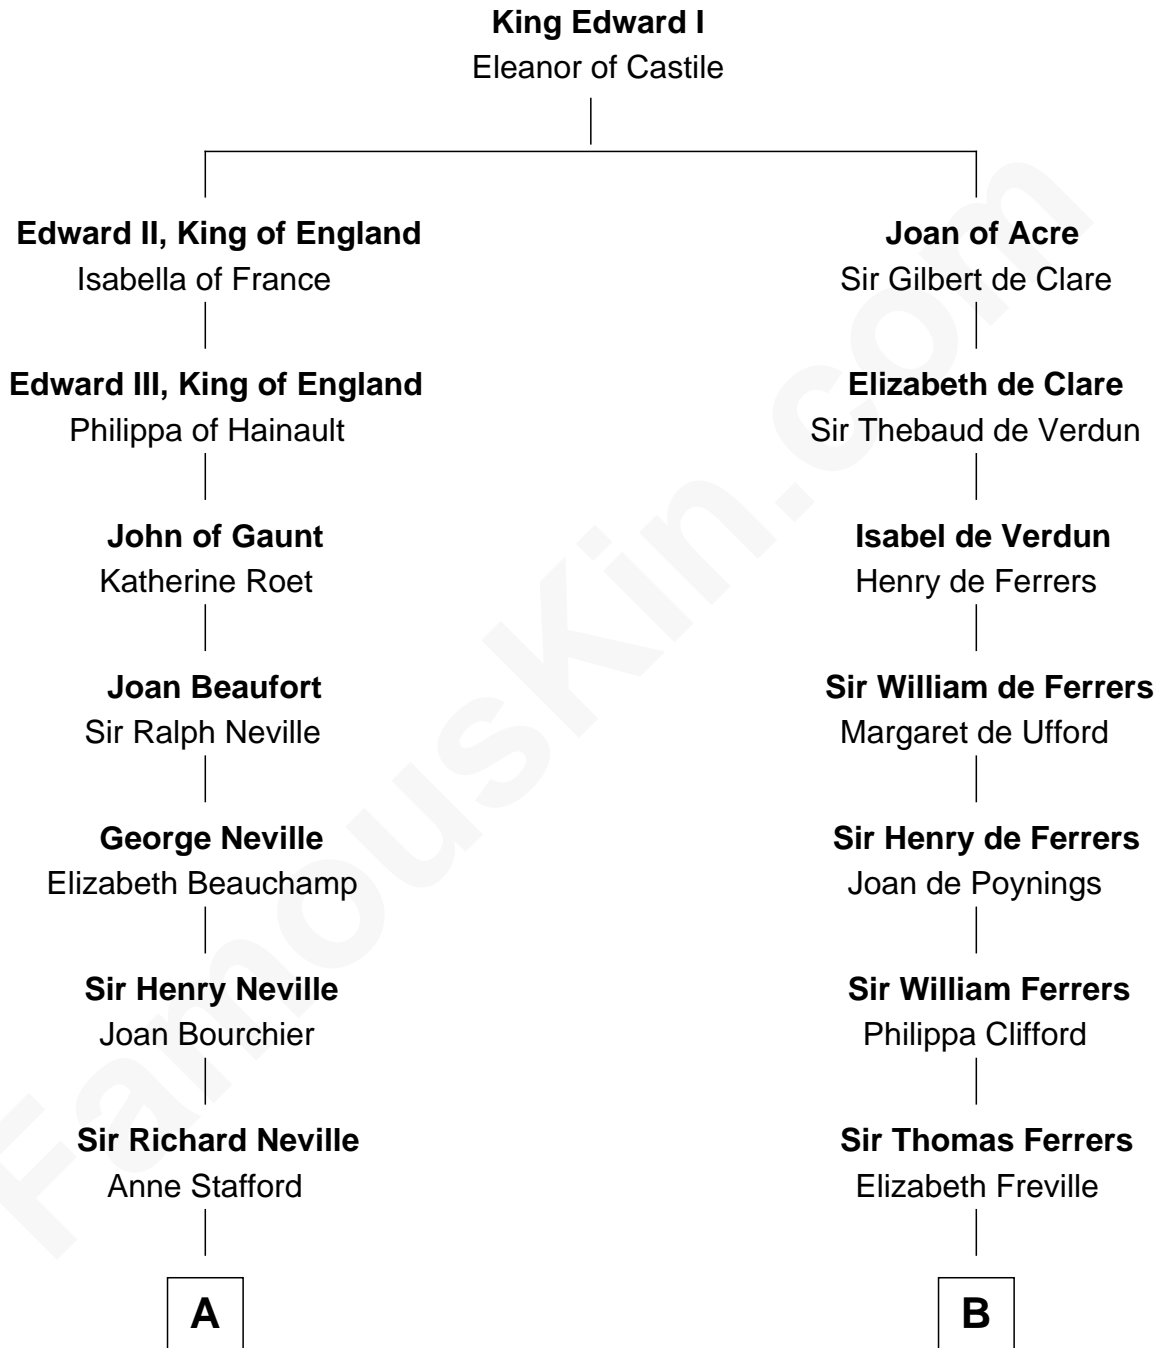 King Edward I
Eleanor of Castile
Edward II, King of England
Isabella of France
Joan of Acre
Sir Gilbert de Clare
Edward III, King of England
Philippa of Hainault
Elizabeth de Clare
Sir Thebaud de Verdun
John of Gaunt
Katherine Roet
Isabel de Verdun
Henry de Ferrers
Joan Beaufort
Sir Ralph Neville
Sir William de Ferrers
Margaret de Ufford
George Neville
Elizabeth Beauchamp
Sir Henry de Ferrers
Joan de Poynings
Sir Henry Neville
Joan Bourchier
Sir William Ferrers
Philippa Clifford
Sir Richard Neville
Anne Stafford
Sir Thomas Ferrers
Elizabeth Freville
A
B
FamousKin.com